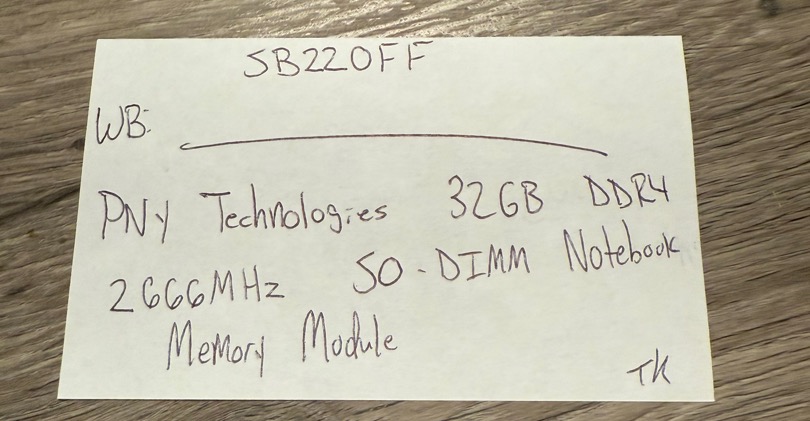 SB220FF
WB:
PNY Technologies 32GB DDR4
2666MHz SO-DIMM Notebook
Memory Module
TK